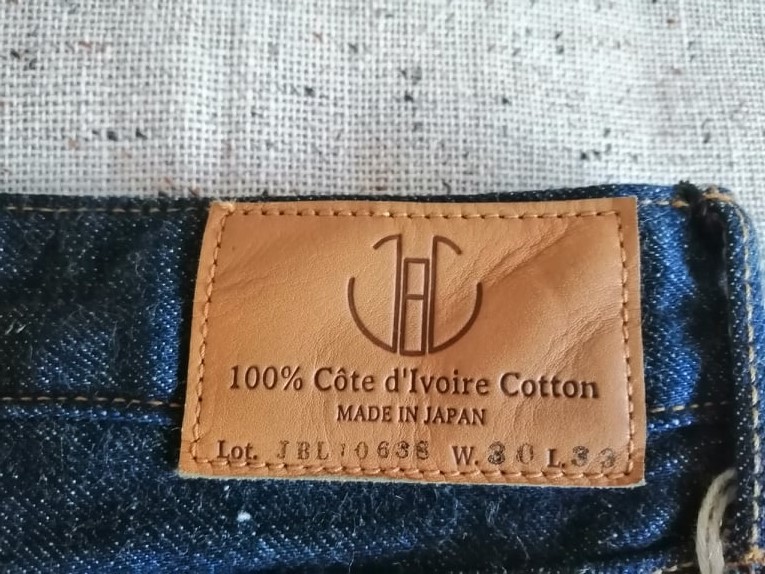 100% Côte d'Ivoire Cotton
MADE IN JAPAN
Lot. JBL10638 W.30 L.33